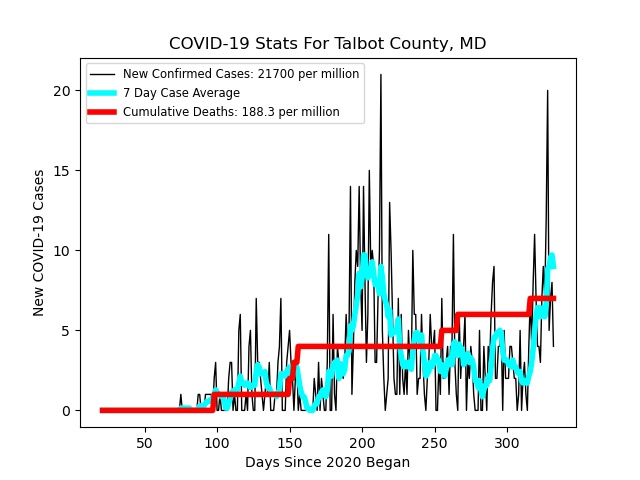 COVID-19 Stats For Talbot County, MD
New Confirmed Cases: 21700 per million
7 Day Case Average
Cumulative Deaths: 188.3 per million
New COVID-19 Cases
20
15
10
5
0
50 100 150 200 250 300
Days Since 2020 Began